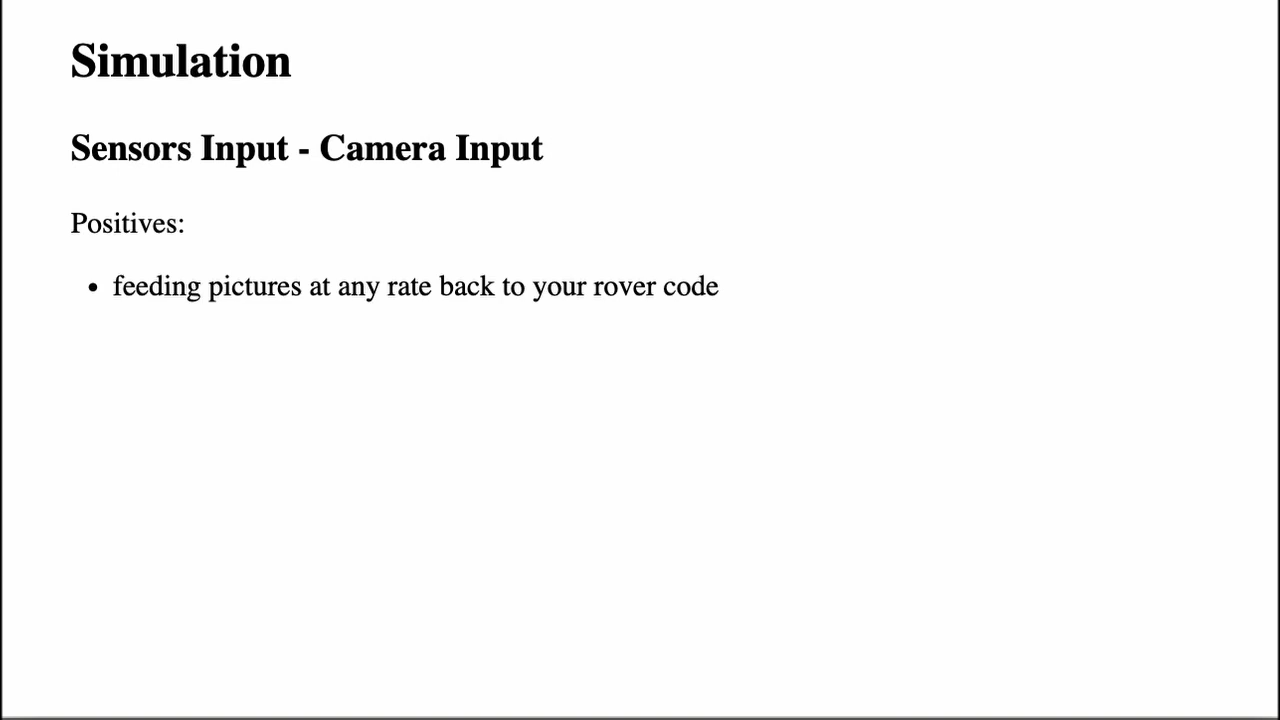 Simulation
Sensors Input - Camera Input
Positives:
• feeding pictures at any rate back to your rover code